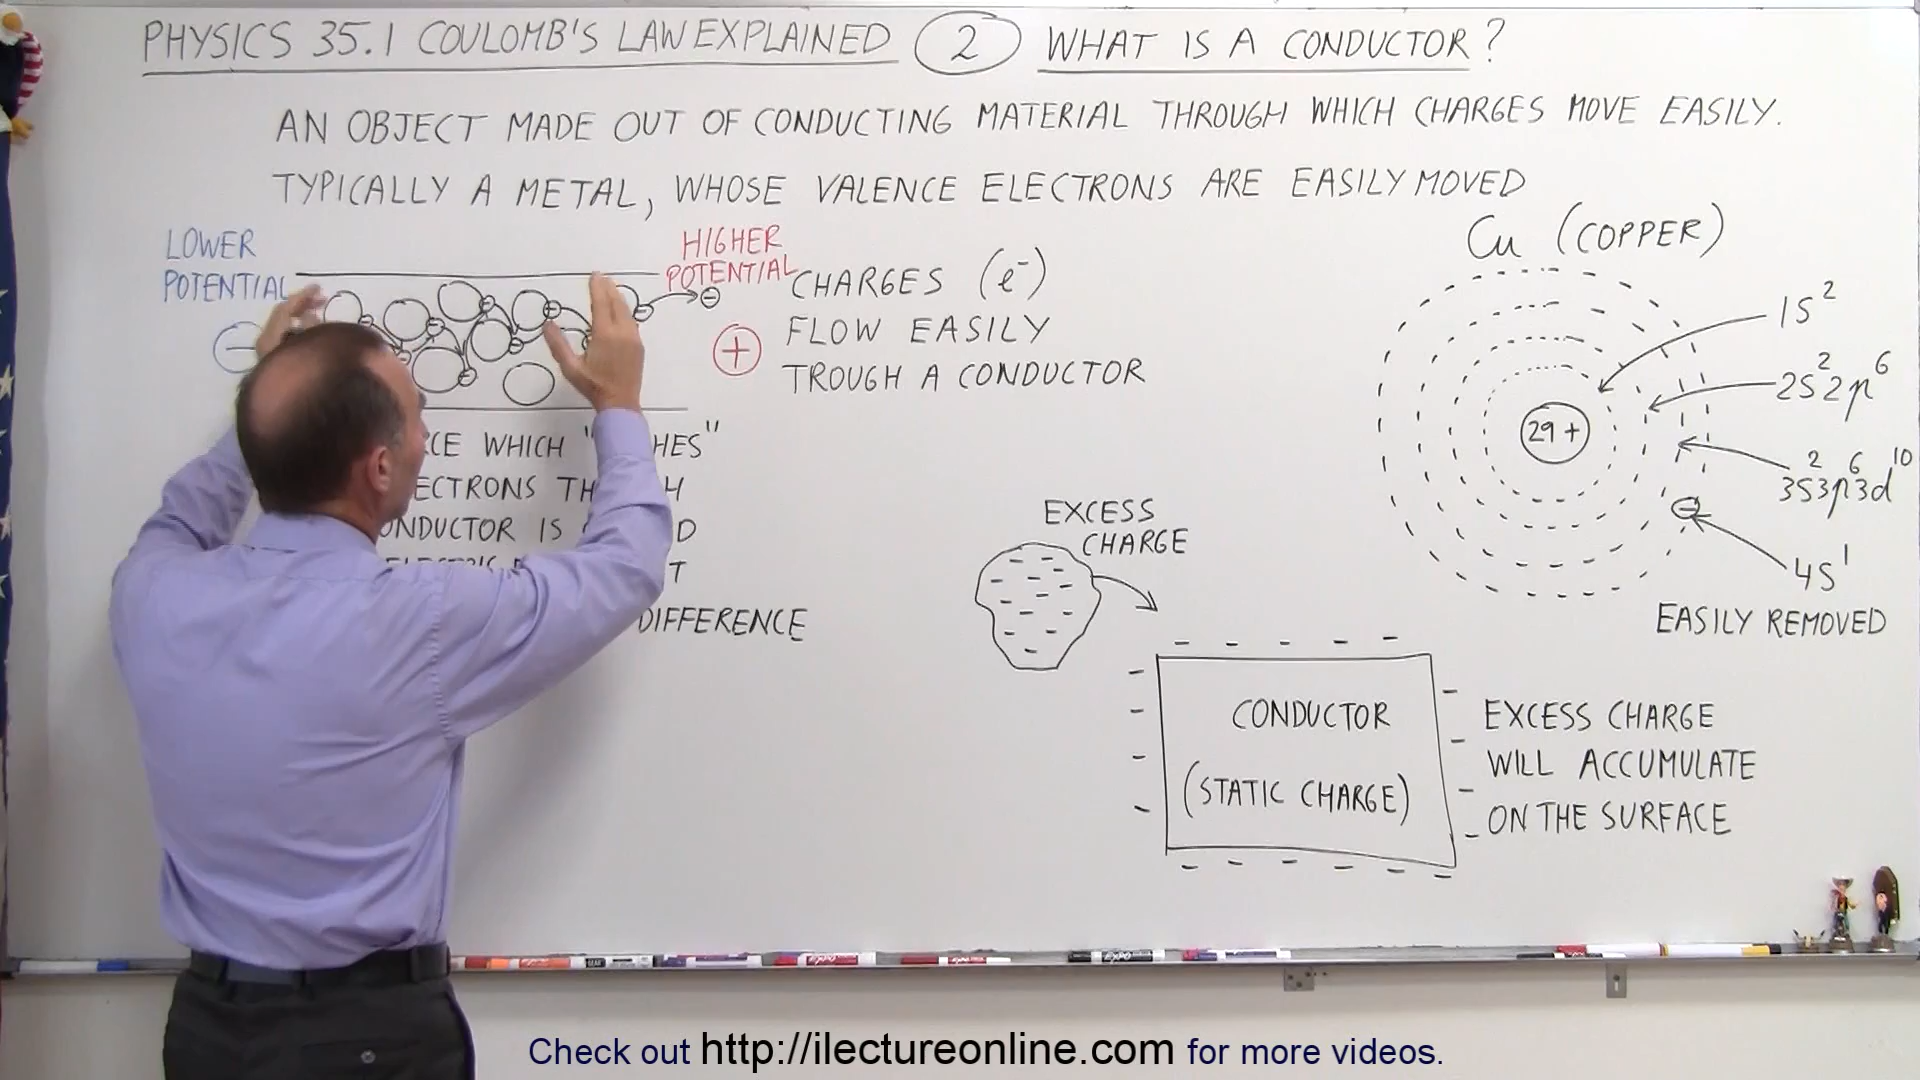 PHYSICS 35.1 COULOMB'S LAW EXPLAINED 2 WHAT IS A CONDUCTOR?
AN OBJECT MADE OUT OF CONDUCTING MATERIAL THROUGH WHICH CHARGES MOVE EASILY.
TYPICALLY A METAL, WHOSE VALENCE ELECTRONS ARE EASILY MOVED
LOWER
POTENTIAL
−
HIGHER
POTENTIAL
+
CHARGES (e⁻)
FLOW EASILY
TROUGH A CONDUCTOR
WHICH
IS
DIFFERENCE
Cu (COPPER)
29+
1S²
2S²2p⁶
3S²3p⁶3d¹⁰
4S¹
EASILY REMOVED
EXCESS
CHARGE
CONDUCTOR
(STATIC CHARGE)
EXCESS CHARGE
WILL ACCUMULATE
ON THE SURFACE
Check out http://ilectureonline.com for more videos.